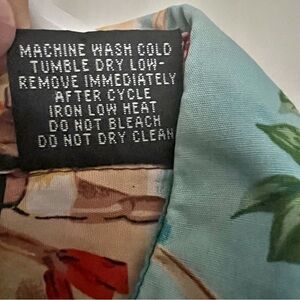 MACHINE WASH COLD
TUMBLE DRY LOW-
REMOVE IMMEDIATELY
AFTER CYCLE
IRON LOW HEAT
DO NOT BLEACH
DO NOT DRY CLEAN